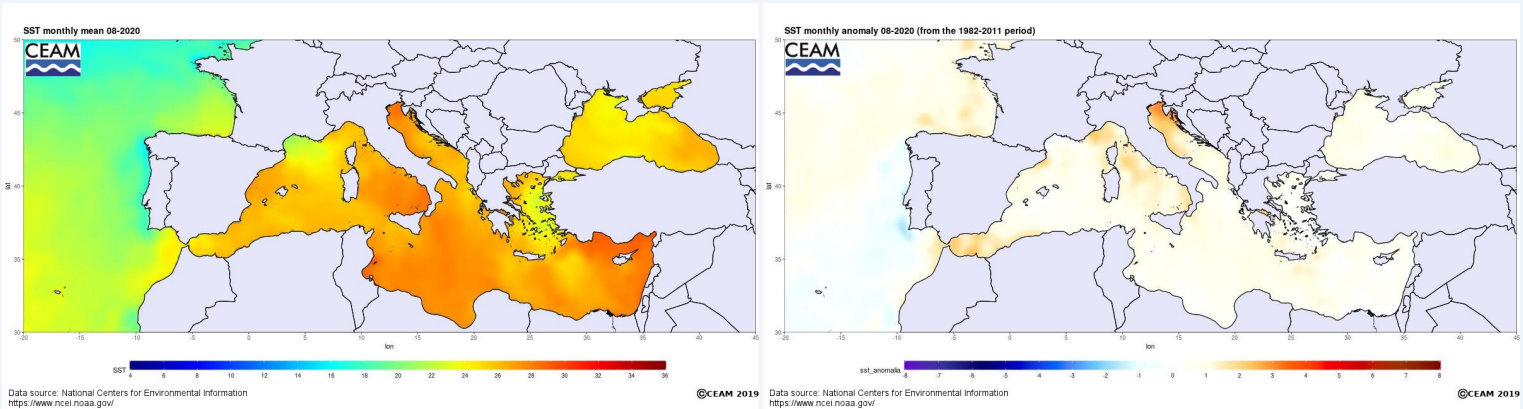 SST monthly mean 08-2020
CEAM
50
45
40
35
30
lat
-20 -15 -10 -5 0 5 10 15 20 25 30 35 40 45
lon
SST
4 6 8 10 12 14 16 18 20 22 24 26 28 30 32 34 36
Data source: National Centers for Environmental Information
https://www.ncei.noaa.gov/
©CEAM 2019
SST monthly anomaly 08-2020 (from the 1982-2011 period)
CEAM
50
45
40
35
30
lat
-20 -15 -10 -5 0 5 10 15 20 25 30 35 40 45
lon
sst_anomalia
-8 -7 -6 -5 -4 -3 -2 -1 0 1 2 3 4 5 6 7 8
Data source: National Centers for Environmental Information
https://www.ncei.noaa.gov/
©CEAM 2019